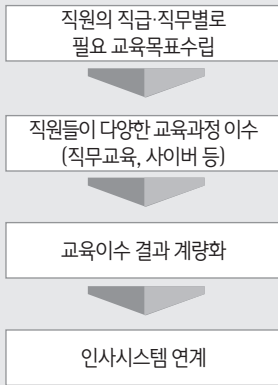 직원의 직급·직무별로
필요 교육목표수립
직원들이 다양한 교육과정 이수
(직무교육, 사이버 등)
교육이수 결과 계량화
인사시스템 연계